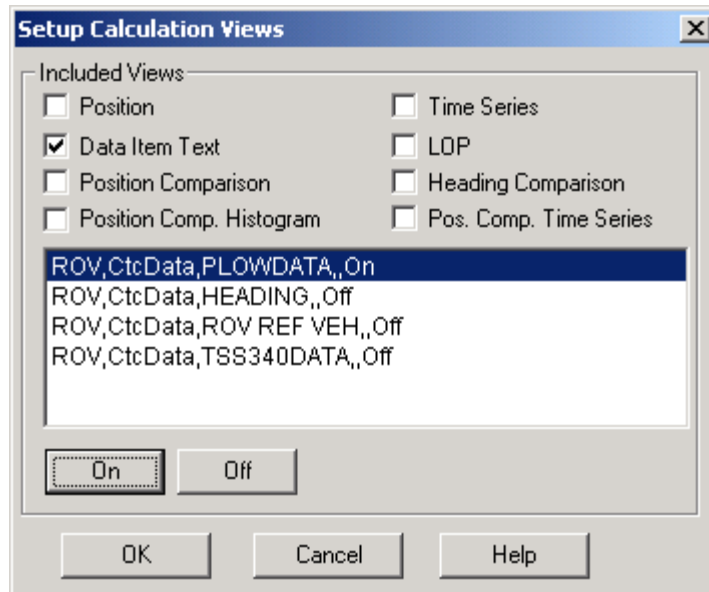 Setup Calculation Views
Included Views
Position
Time Series
Data Item Text
LOP
Position Comparison
Heading Comparison
Position Comp. Histogram
Pos. Comp. Time Series
ROV,CtcData,PLOWDATA,,On
ROV,CtcData,HEADING,,Off
ROV,CtcData,ROV REF VEH,,Off
ROV,CtcData,TSS340DATA,,Off
On
Off
OK
Cancel
Help